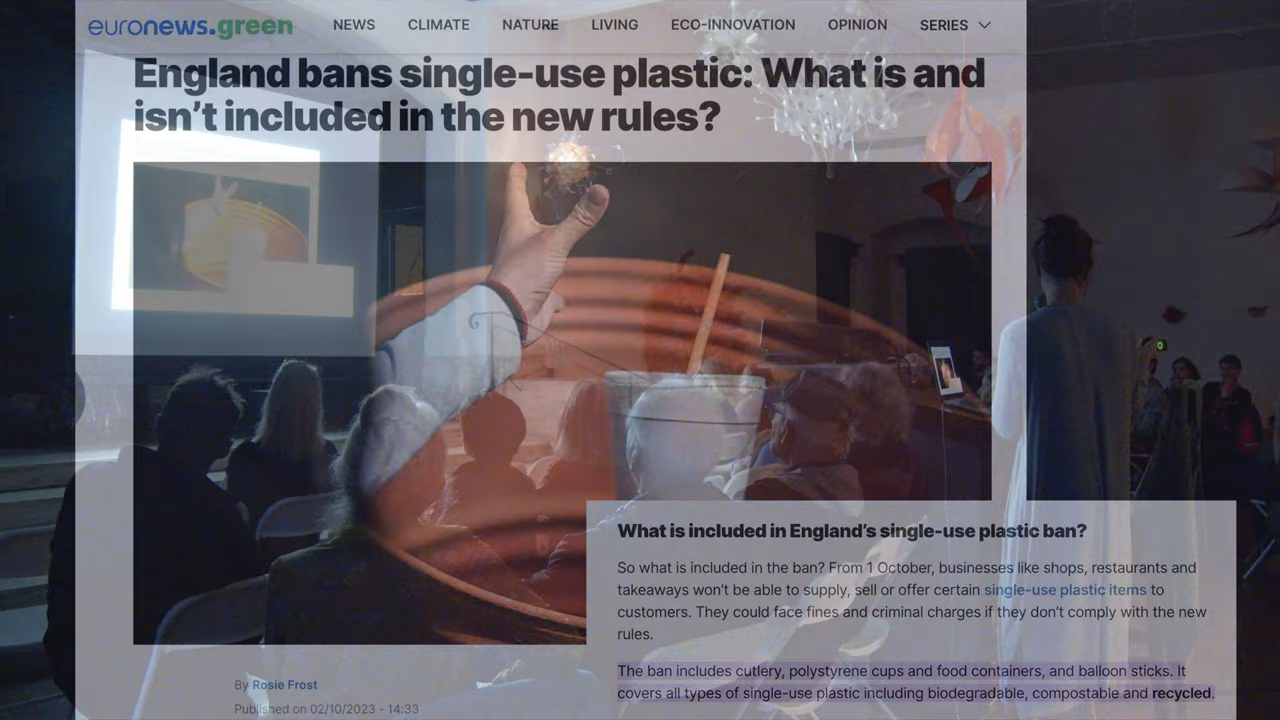 euronews.green NEWS CLIMATE NATURE LIVING ECO-INNOVATION OPINION SERIES
England bans single-use plastic: What is and
isn’t included in the new rules?
What is included in England’s single-use plastic ban?
So what is included in the ban? From 1 October, businesses like shops, restaurants and
takeaways won’t be able to supply, sell or offer certain single-use plastic items to
customers. They could face fines and criminal charges if they don’t comply with the new
rules.
The ban includes cutlery, polystyrene cups and food containers, and balloon sticks. It
covers all types of single-use plastic including biodegradable, compostable and recycled.
By Rosie Frost
Published on 02/10/2023 - 14:33